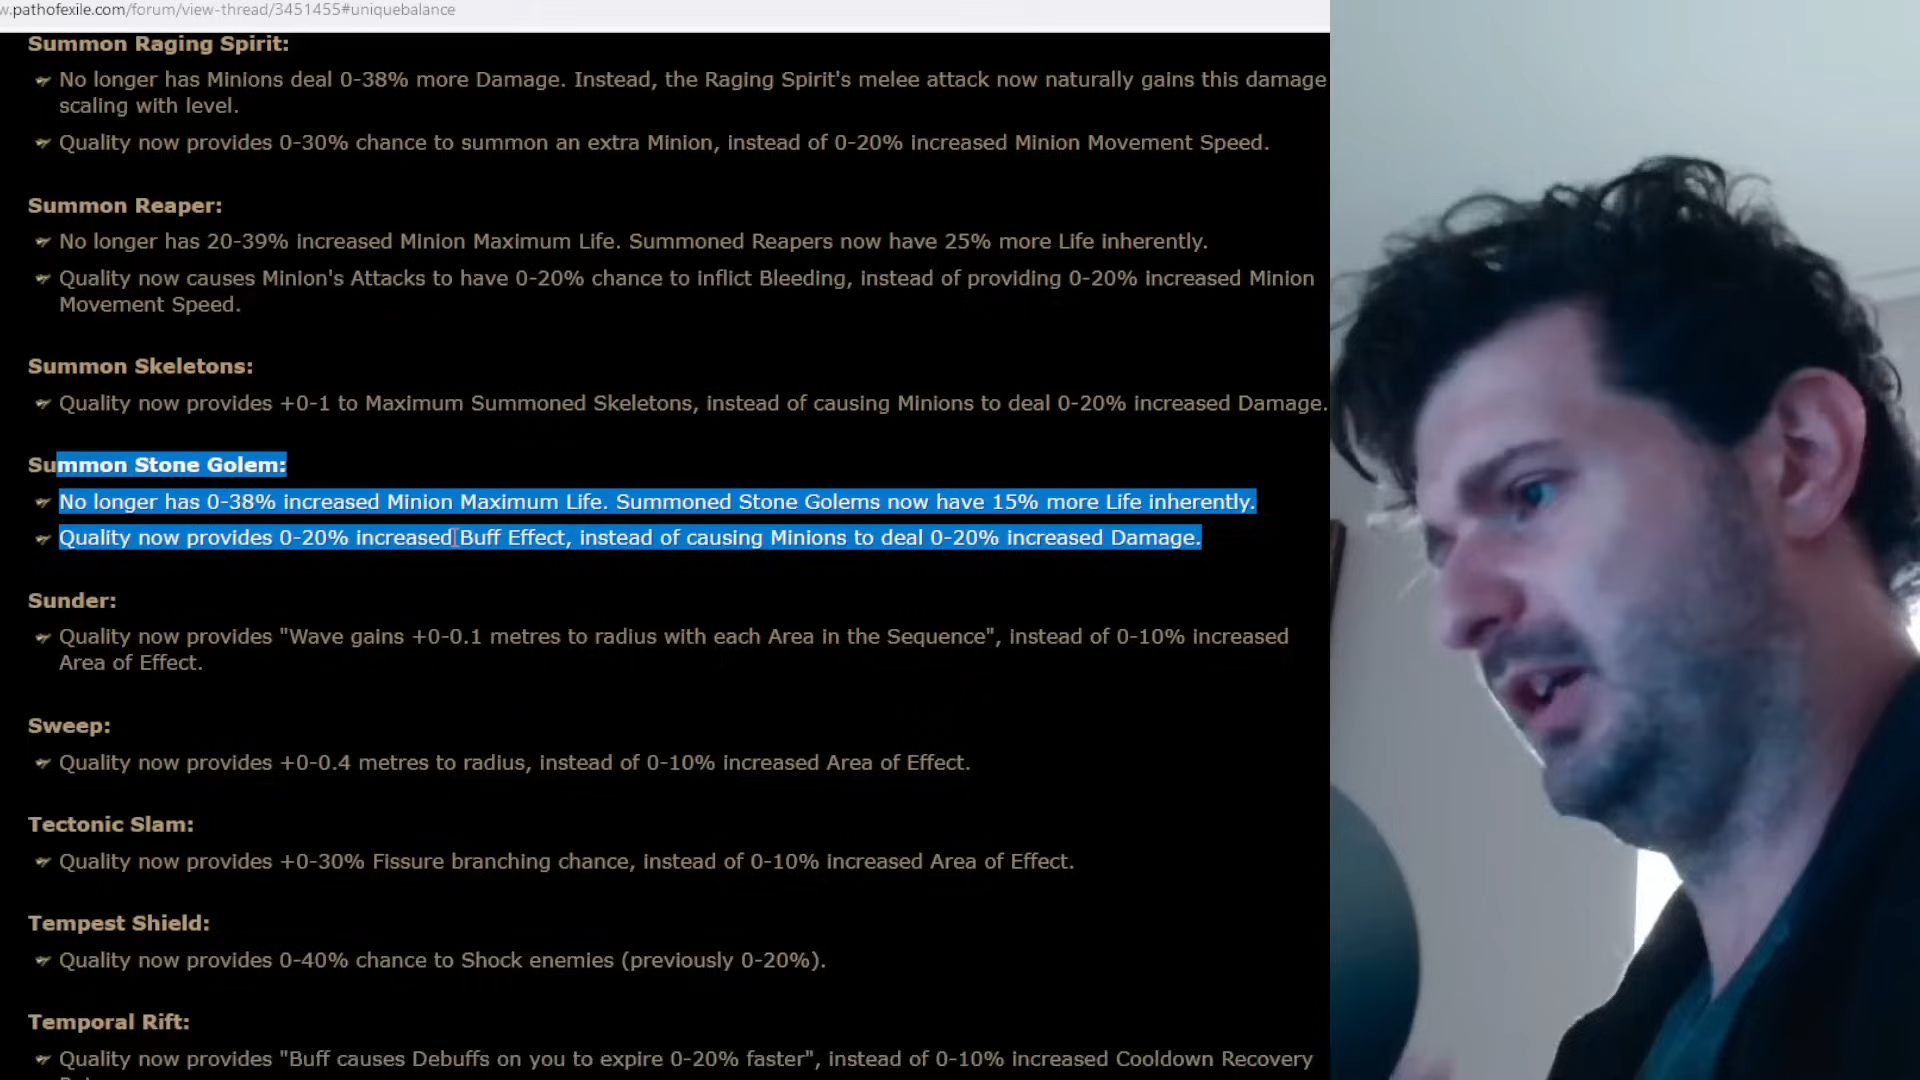 w.pathofexile.com/forum/view-thread/3451455#uniquebalance
Summon Raging Spirit:
No longer has Minions deal 0-38% more Damage. Instead, the Raging Spirit's melee attack now naturally gains this damage
scaling with level.
Quality now provides 0-30% chance to summon an extra Minion, instead of 0-20% increased Minion Movement Speed.
Summon Reaper:
No longer has 20-39% increased Minion Maximum Life. Summoned Reapers now have 25% more Life inherently.
Quality now causes Minion's Attacks to have 0-20% chance to inflict Bleeding, instead of providing 0-20% increased Minion
Movement Speed.
Summon Skeletons:
Quality now provides +0-1 to Maximum Summoned Skeletons, instead of causing Minions to deal 0-20% increased Damage.
Summon Stone Golem:
No longer has 0-38% increased Minion Maximum Life. Summoned Stone Golems now have 15% more Life inherently.
Quality now provides 0-20% increased Buff Effect, instead of causing Minions to deal 0-20% increased Damage.
Sunder:
Quality now provides "Wave gains +0-0.1 metres to radius with each Area in the Sequence", instead of 0-10% increased
Area of Effect.
Sweep:
Quality now provides +0-0.4 metres to radius, instead of 0-10% increased Area of Effect.
Tectonic Slam:
Quality now provides +0-30% Fissure branching chance, instead of 0-10% increased Area of Effect.
Tempest Shield:
Quality now provides 0-40% chance to Shock enemies (previously 0-20%).
Temporal Rift:
Quality now provides "Buff causes Debuffs on you to expire 0-20% faster", instead of 0-10% increased Cooldown Recovery